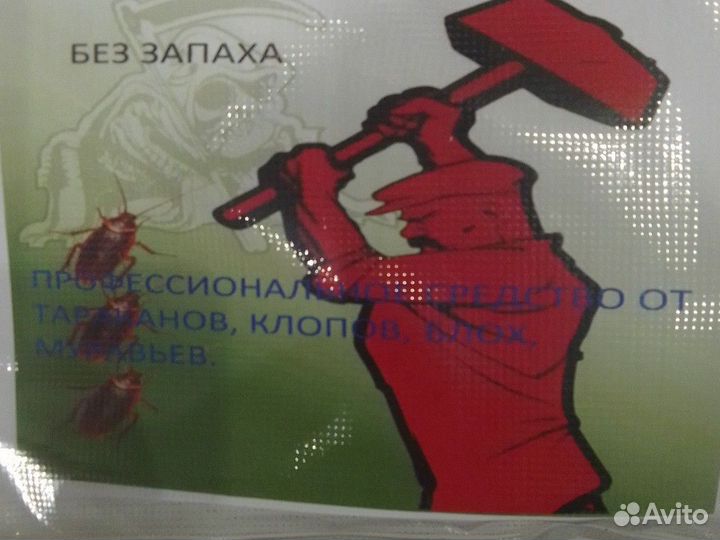 БЕЗ ЗАПАХА
ПРОФЕССИОНАЛЬНОЕ СРЕДСТВО ОТ
ТАРАКАНОВ, КЛОПОВ, БЛОХ,
МУРАВЬЕВ.
Avito